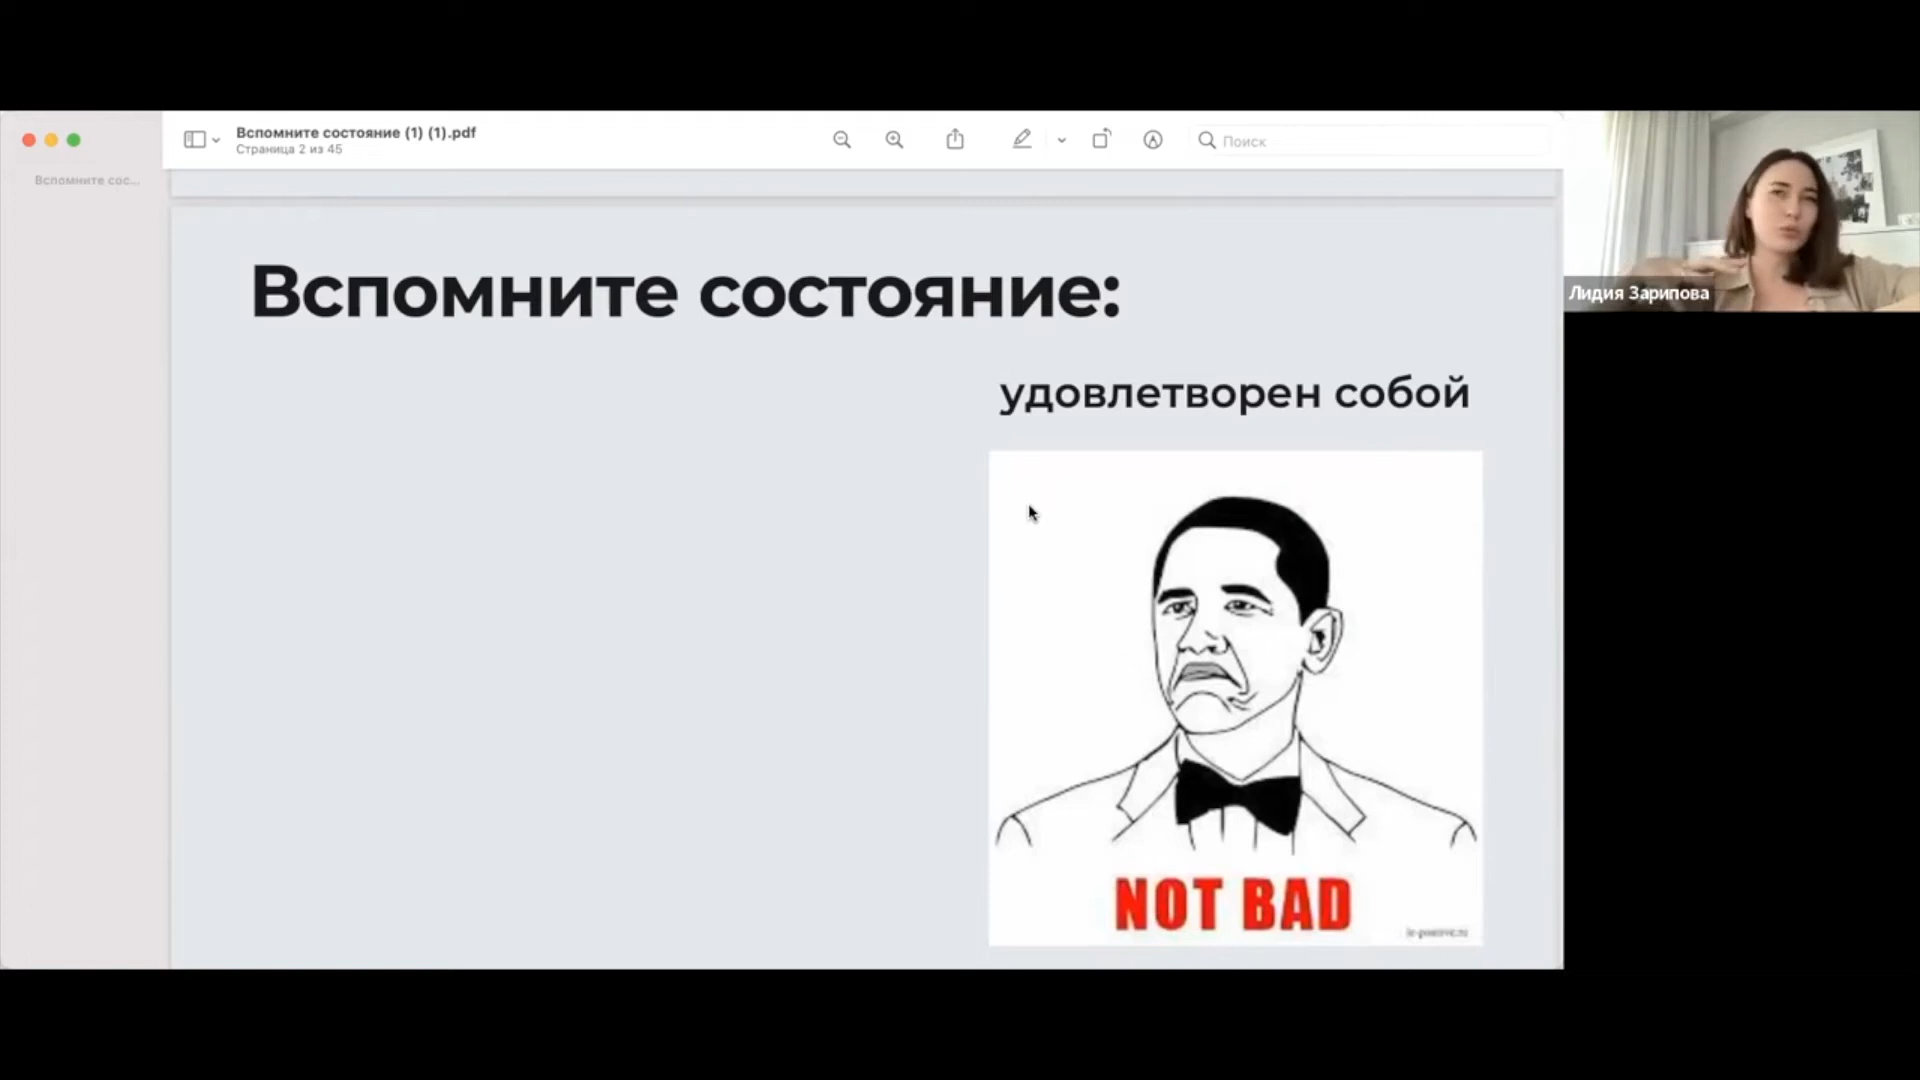 Вспомните состояние (1) (1).pdf
Страница 2 из 45
Поиск
Вспомните сос...
Вспомните состояние:
удовлетворен собой
NOT BAD
Лидия Зарипова